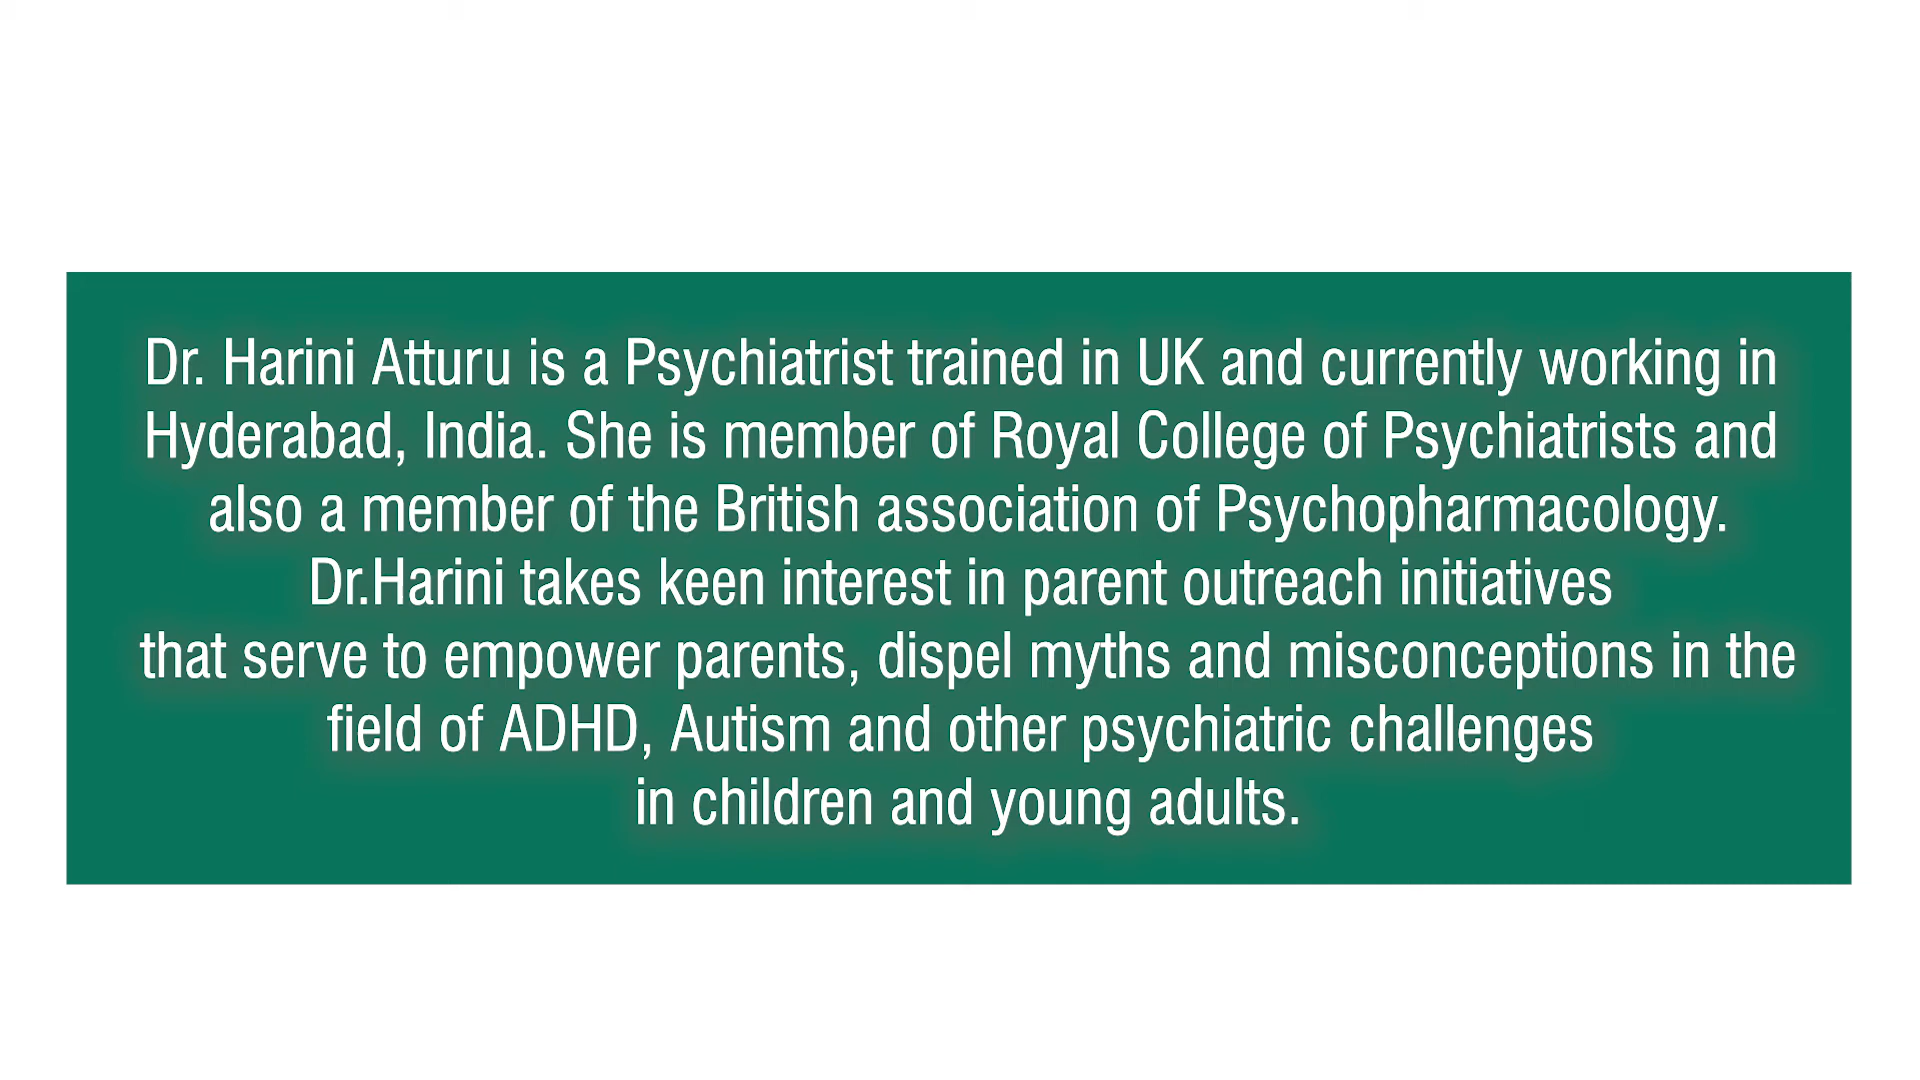 Dr. Harini Atturu is a Psychiatrist trained in UK and currently working in
Hyderabad, India. She is member of Royal College of Psychiatrists and
also a member of the British association of Psychopharmacology.
Dr.Harini takes keen interest in parent outreach initiatives
that serve to empower parents, dispel myths and misconceptions in the
field of ADHD, Autism and other psychiatric challenges
in children and young adults.